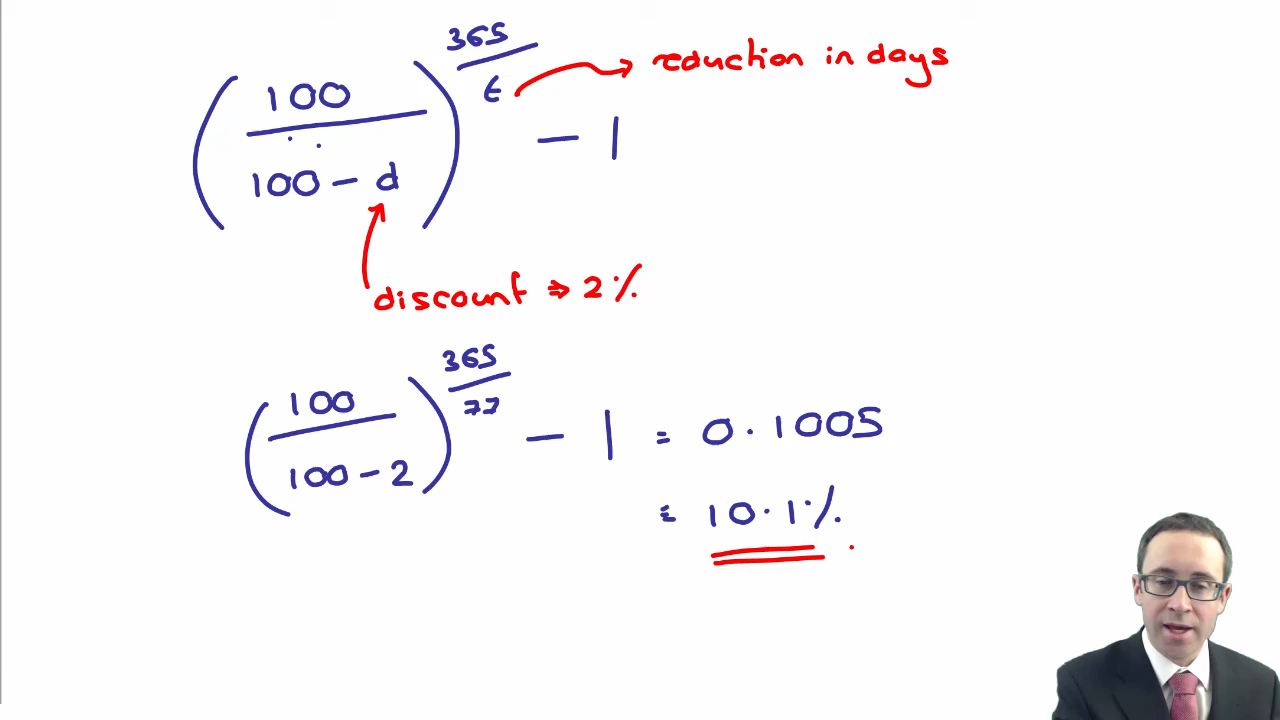 (100 / 100 - d)^(365/t) - 1
reduction in days
discount ⇒ 2%
(100 / 100 - 2)^(365/77) - 1 = 0.1005
= 10.1%